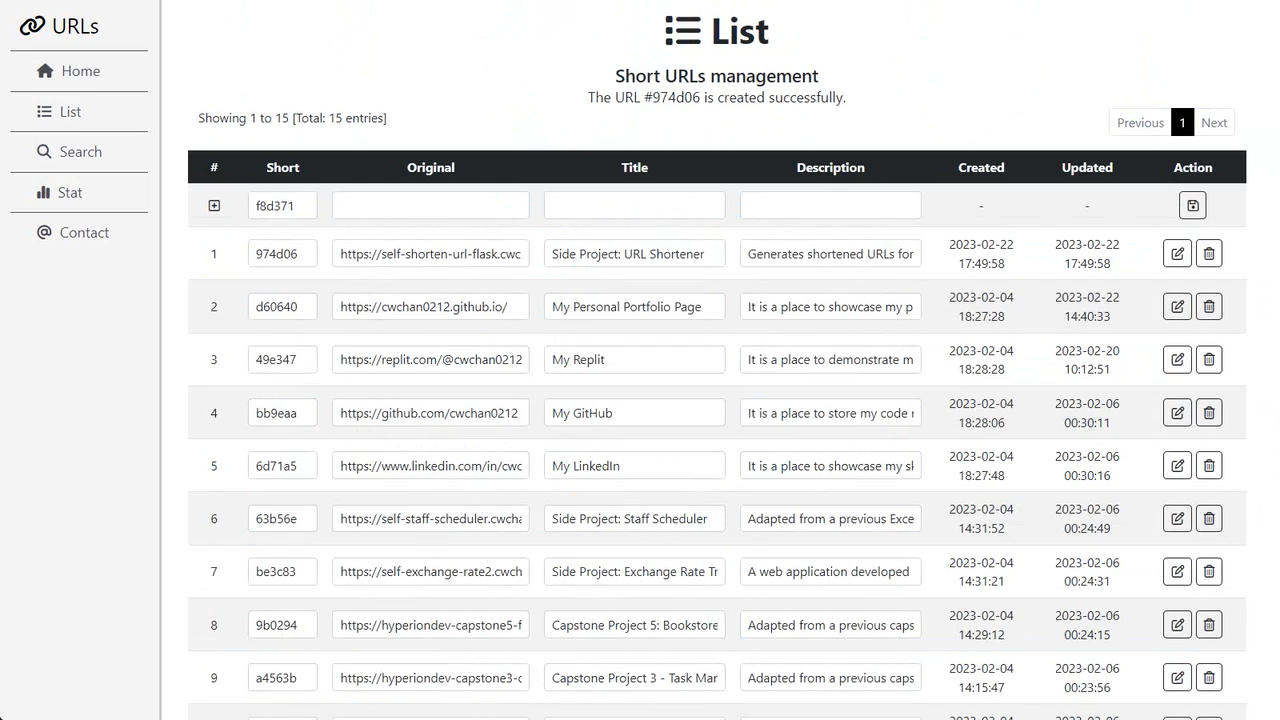 URLs
Home
List
Search
Stat
Contact
List
Short URLs management
The URL #974d06 is created successfully.
Showing 1 to 15 [Total: 15 entries]
Previous 1 Next
# Short Original Title Description Created Updated Action
f8d371 - -
1 974d06 https://self-shorten-url-flask.cwc Side Project: URL Shortener Generates shortened URLs for 2023-02-22 17:49:58 2023-02-22 17:49:58
2 d60640 https://cwchan0212.github.io/ My Personal Portfolio Page It is a place to showcase my p 2023-02-04 18:27:28 2023-02-22 14:40:33
3 49e347 https://replit.com/@cwchan0212 My Replit It is a place to demonstrate m 2023-02-04 18:28:28 2023-02-20 10:12:51
4 bb9eaa https://github.com/cwchan0212 My GitHub It is a place to store my code r 2023-02-04 18:28:06 2023-02-06 00:30:11
5 6d71a5 https://www.linkedin.com/in/cwc My LinkedIn It is a place to showcase my sk 2023-02-04 18:27:48 2023-02-06 00:30:16
6 63b56e https://self-staff-scheduler.cwcha Side Project: Staff Scheduler Adapted from a previous Exce 2023-02-04 14:31:52 2023-02-06 00:24:49
7 be3c83 https://self-exchange-rate2.cwch Side Project: Exchange Rate Tr A web application developed 2023-02-04 14:31:21 2023-02-06 00:24:31
8 9b0294 https://hyperiondev-capstone5-f Capstone Project 5: Bookstore Adapted from a previous caps 2023-02-04 14:29:12 2023-02-06 00:24:15
9 a4563b https://hyperiondev-capstone3-c Capstone Project 3 - Task Mar Adapted from a previous caps 2023-02-04 14:15:47 2023-02-06 00:23:56